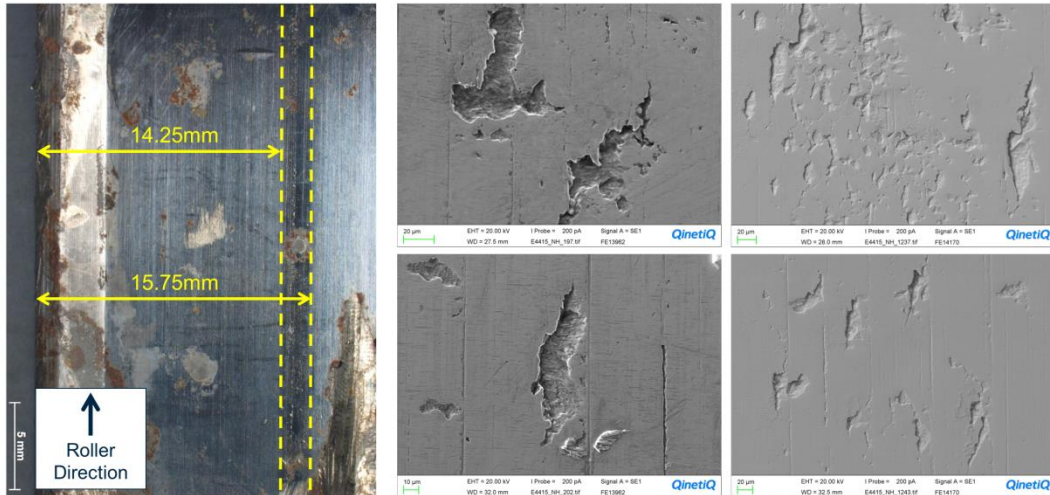 14.25mm
15.75mm
5 mm
Roller
Direction
20 µm
EHT = 20.00 kV
I Probe = 200 pA
Signal A = SE1
WD = 27.5 mm
E4415_NH_197.tif
FE13962
QinetiQ
20 µm
EHT = 20.00 kV
I Probe = 200 pA
Signal A = SE1
WD = 28.0 mm
E4415_NH_1237.tif
FE14170
QinetiQ
10 µm
EHT = 20.00 kV
I Probe = 200 pA
Signal A = SE1
WD = 32.0 mm
E4415_NH_202.tif
FE13962
QinetiQ
20 µm
EHT = 20.00 kV
I Probe = 200 pA
Signal A = SE1
WD = 32.5 mm
E4415_NH_1243.tif
FE14170
QinetiQ